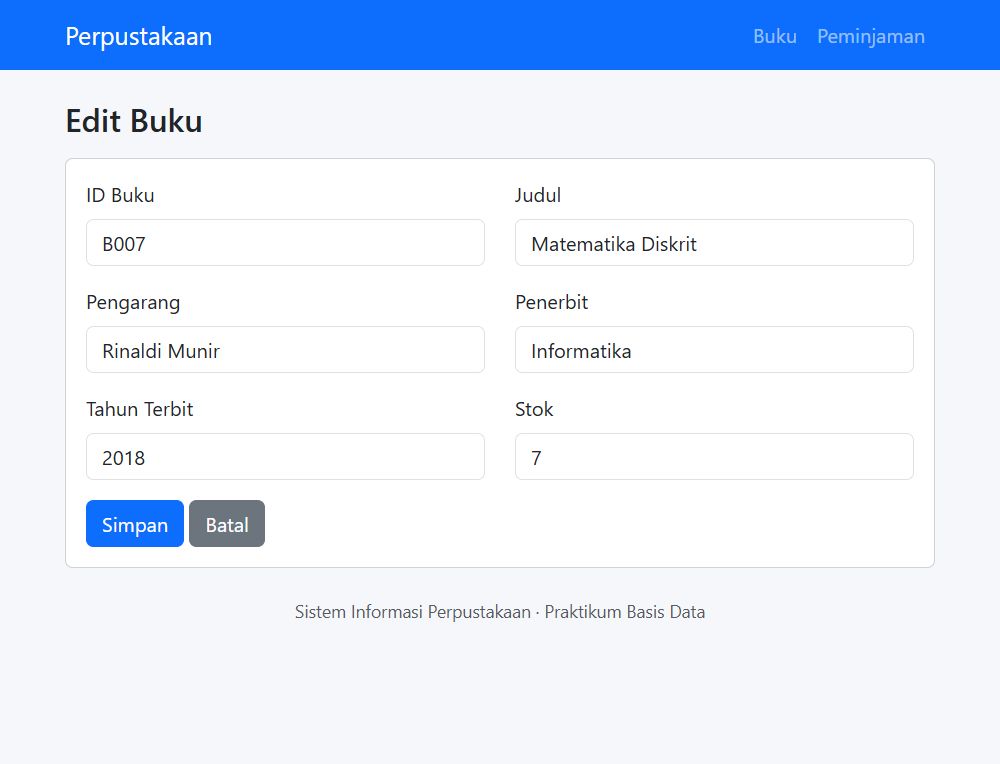 Perpustakaan
Buku Peminjaman
Edit Buku
ID Buku
B007
Judul
Matematika Diskrit
Pengarang
Rinaldi Munir
Penerbit
Informatika
Tahun Terbit
2018
Stok
7
Simpan Batal
Sistem Informasi Perpustakaan · Praktikum Basis Data